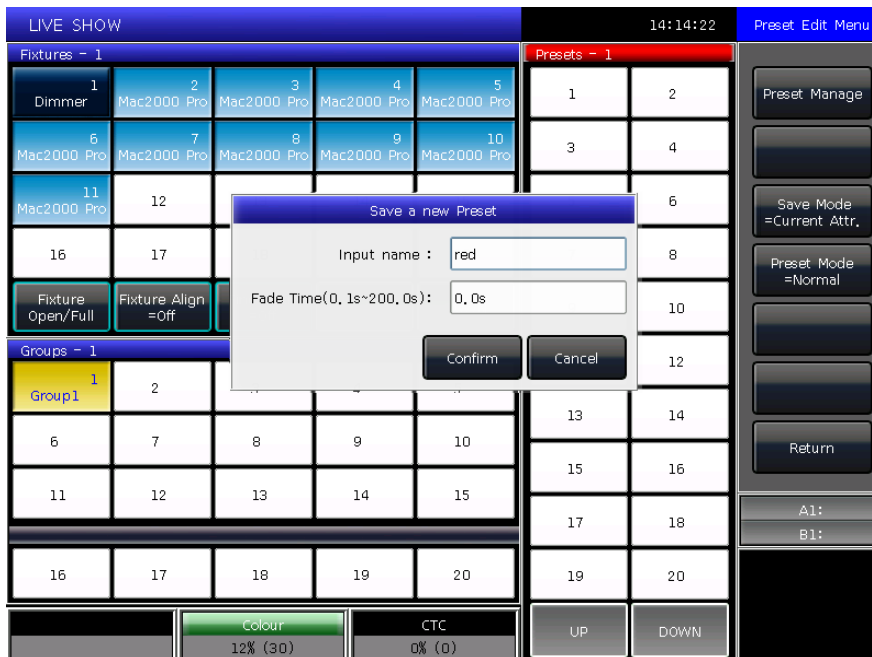 LIVE SHOW
14:14:22
Preset Edit Menu
Fixtures - 1
1
Dimmer
2
Mac2000 Pro
3
Mac2000 Pro
4
Mac2000 Pro
5
Mac2000 Pro
6
Mac2000 Pro
7
Mac2000 Pro
8
Mac2000 Pro
9
Mac2000 Pro
10
Mac2000 Pro
11
Mac2000 Pro
12
16
17
Fixture
Open/Full
Fixture Align
=Off
Save a new Preset
Input name :
red
Fade Time(0.1s~200.0s):
0.0s
Confirm
Cancel
Groups - 1
1
Group1
2
6
7
8
9
10
11
12
13
14
15
16
17
18
19
20
Colour
12% (30)
CTC
0% (0)
Presets - 1
1
2
3
4
6
8
10
12
13
14
15
16
17
18
19
20
UP
DOWN
Preset Manage
Save Mode
=Current Attr.
Preset Mode
=Normal
Return
A1:
B1: